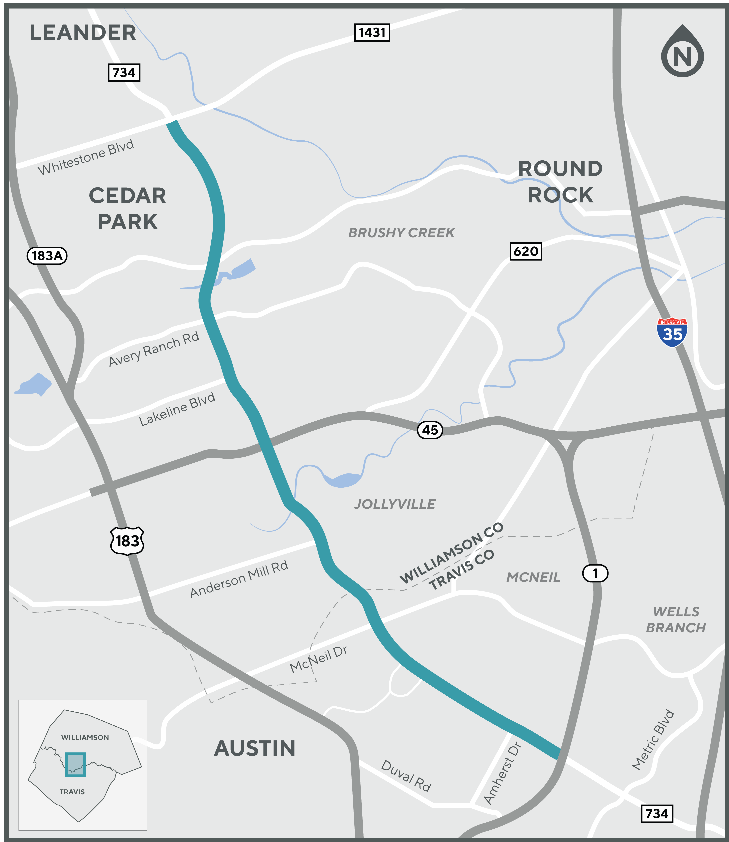 LEANDER
1431
N
734
Whitestone Blvd
ROUND
ROCK
CEDAR
PARK
BRUSHY CREEK
620
183A
35
Avery Ranch Rd
Lakeline Blvd
45
JOLLYVILLE
183
WILLIAMSON CO
TRAVIS CO
Anderson Mill Rd
MCNEIL
1
WELLS
BRANCH
McNeil Dr
AUSTIN
WILLIAMSON
TRAVIS
Duval Rd
Amherst Dr
Metric Blvd
734